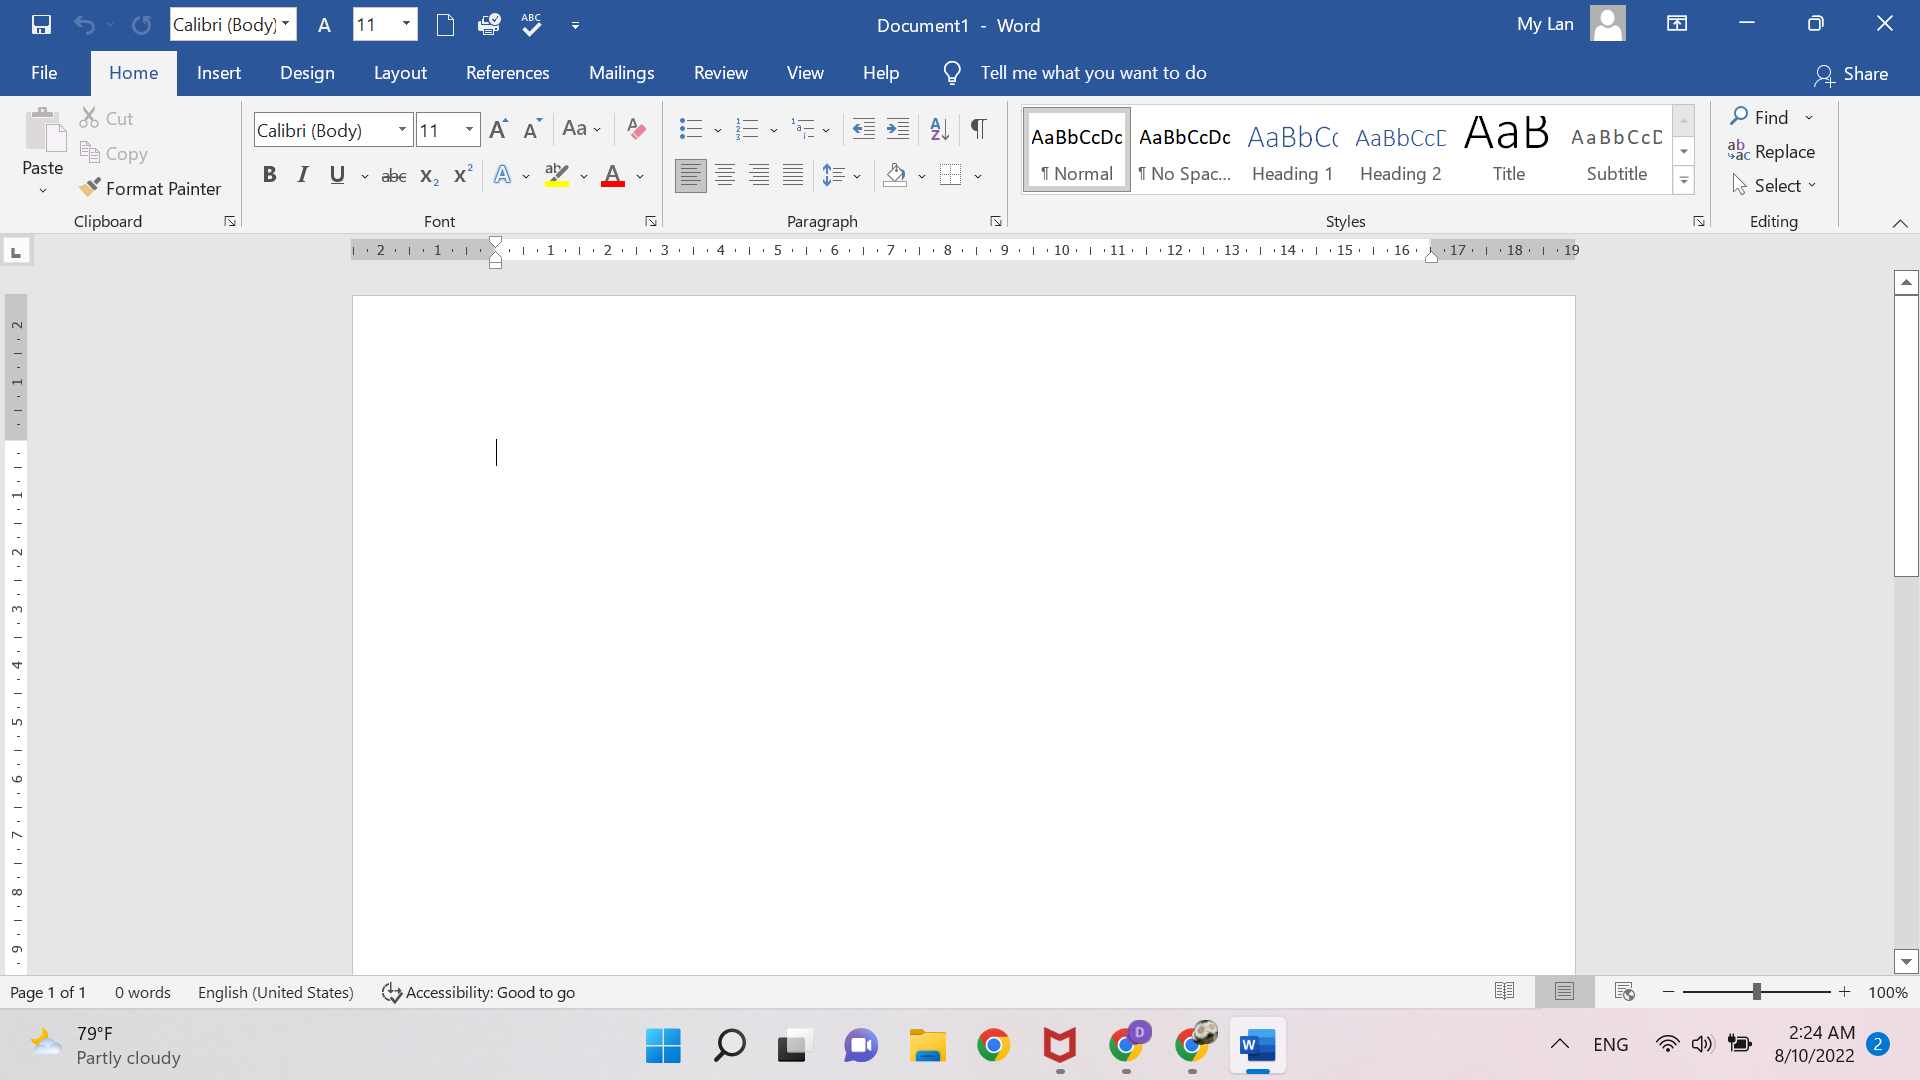 Calibri (Body) A 11 ABC Document1 - Word My Lan
File Home Insert Design Layout References Mailings Review View Help Tell me what you want to do Share
Paste Cut Copy Format Painter
Clipboard
Calibri (Body) 11 A A Aa
B I U abc X₂ X² A ab A
Font
Paragraph
AaBbCcDc AaBbCcDc AaBbCc AaBbCcD AaB AaBbCcD
¶ Normal ¶ No Spac... Heading 1 Heading 2 Title Subtitle
Styles
Find
Replace
Select
Editing
L 2 1 1 2 3 4 5 6 7 8 9 10 11 12 13 14 15 16 17 18 19
2
1
1
2
3
4
5
6
7
8
9
Page 1 of 1 0 words English (United States) Accessibility: Good to go 100%
79°F
Partly cloudy
D W
ENG
2:24 AM
8/10/2022
2